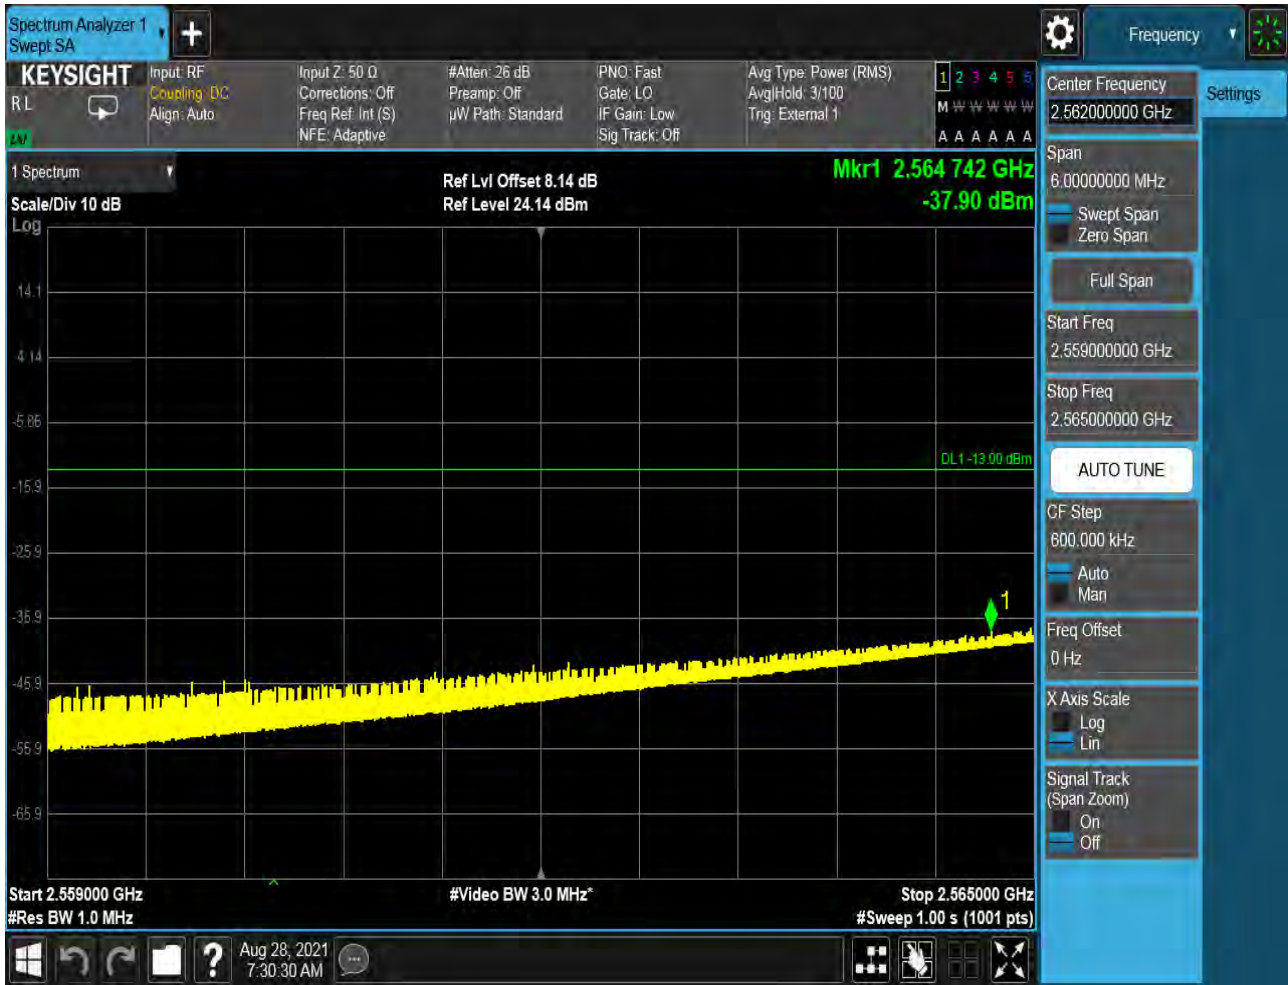 Spectrum Analyzer 1
Swept SA
Frequency
KEYSIGHT
R L
LNI
Input: RF
Coupling: DC
Align: Auto
Input Z: 50 Ω
Corrections: Off
Freq Ref: Int (S)
NFE: Adaptive
#Atten: 26 dB
Preamp: Off
µW Path: Standard
PNO: Fast
Gate: LO
IF Gain: Low
Sig Track: Off
Avg Type: Power (RMS)
Avg|Hold: 3/100
Trig: External 1
1 2 3 4 5 6
M W W W W W
A A A A A A
1 Spectrum
Scale/Div 10 dB
Log
Ref Lvl Offset 8.14 dB
Ref Level 24.14 dBm
Mkr1 2.564 742 GHz
-37.90 dBm
14.1
4.14
-5.86
-15.9
-25.9
-35.9
-45.9
-55.9
-65.9
DL1 -13.00 dBm
1
Start 2.559000 GHz
#Res BW 1.0 MHz
#Video BW 3.0 MHz*
Stop 2.565000 GHz
#Sweep 1.00 s (1001 pts)
Aug 28, 2021
7:30:30 AM
Center Frequency
2.562000000 GHz
Settings
Span
6.00000000 MHz
Swept Span
Zero Span
Full Span
Start Freq
2.559000000 GHz
Stop Freq
2.565000000 GHz
AUTO TUNE
CF Step
600.000 kHz
Auto
Man
Freq Offset
0 Hz
X Axis Scale
Log
Lin
Signal Track
(Span Zoom)
On
Off